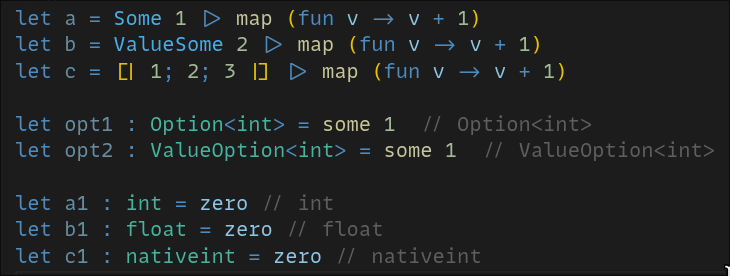 let a = Some 1 |> map (fun v -> v + 1)
let b = ValueSome 2 |> map (fun v -> v + 1)
let c = [| 1; 2; 3 |] |> map (fun v -> v + 1)
let opt1 : Option<int> = some 1 // Option<int>
let opt2 : ValueOption<int> = some 1 // ValueOption<int>
let a1 : int = zero // int
let b1 : float = zero // float
let c1 : nativeint = zero // nativeint